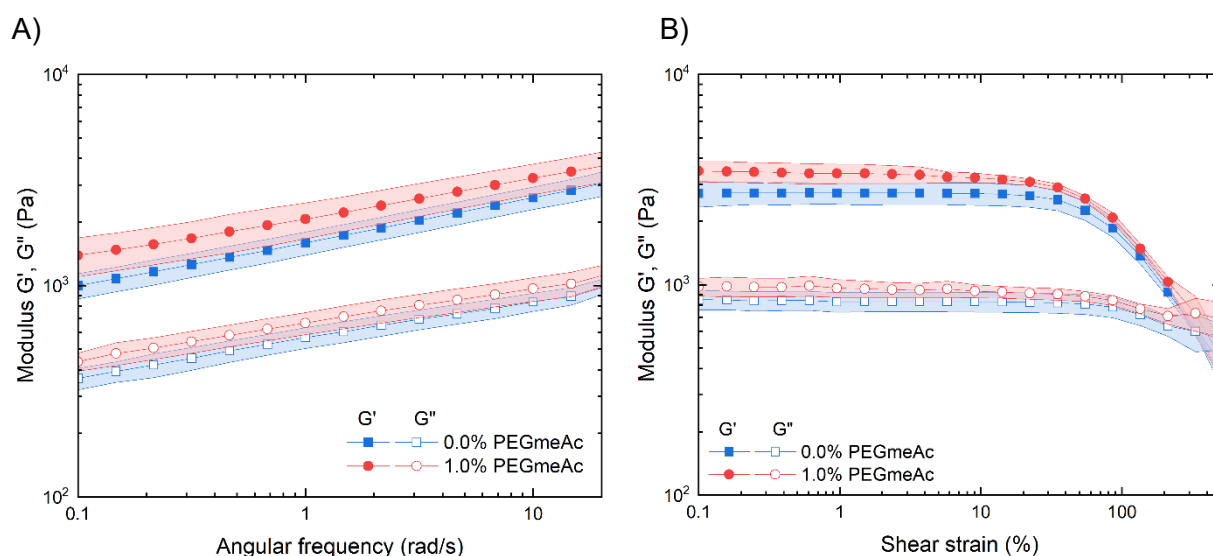 A)
B)
10⁴
10³
10²
Modulus G', G'' (Pa)
G' G''
0.0% PEGmeAc
1.0% PEGmeAc
0.1 1 10
Angular frequency (rad/s)
10⁴
10³
10²
Modulus G', G'' (Pa)
G' G''
0.0% PEGmeAc
1.0% PEGmeAc
0.1 1 10 100
Shear strain (%)